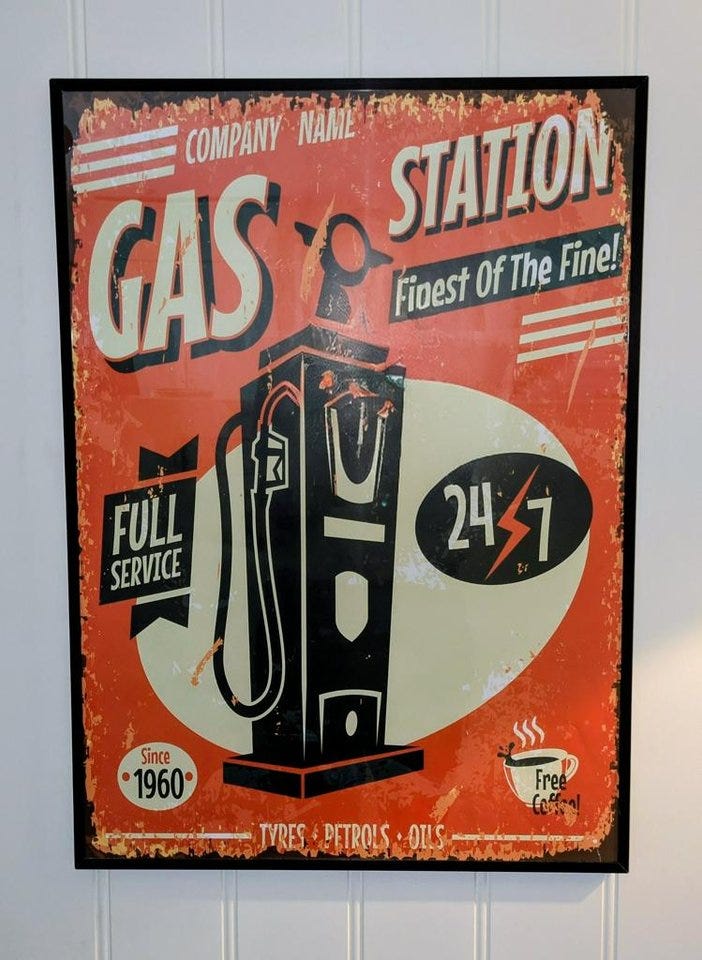 COMPANY NAME
GAS
STATION
Finest Of The Fine!
FULL
SERVICE
24 7
Since
1960
Free
Coffee!
TYRES • PETROLS • OILS